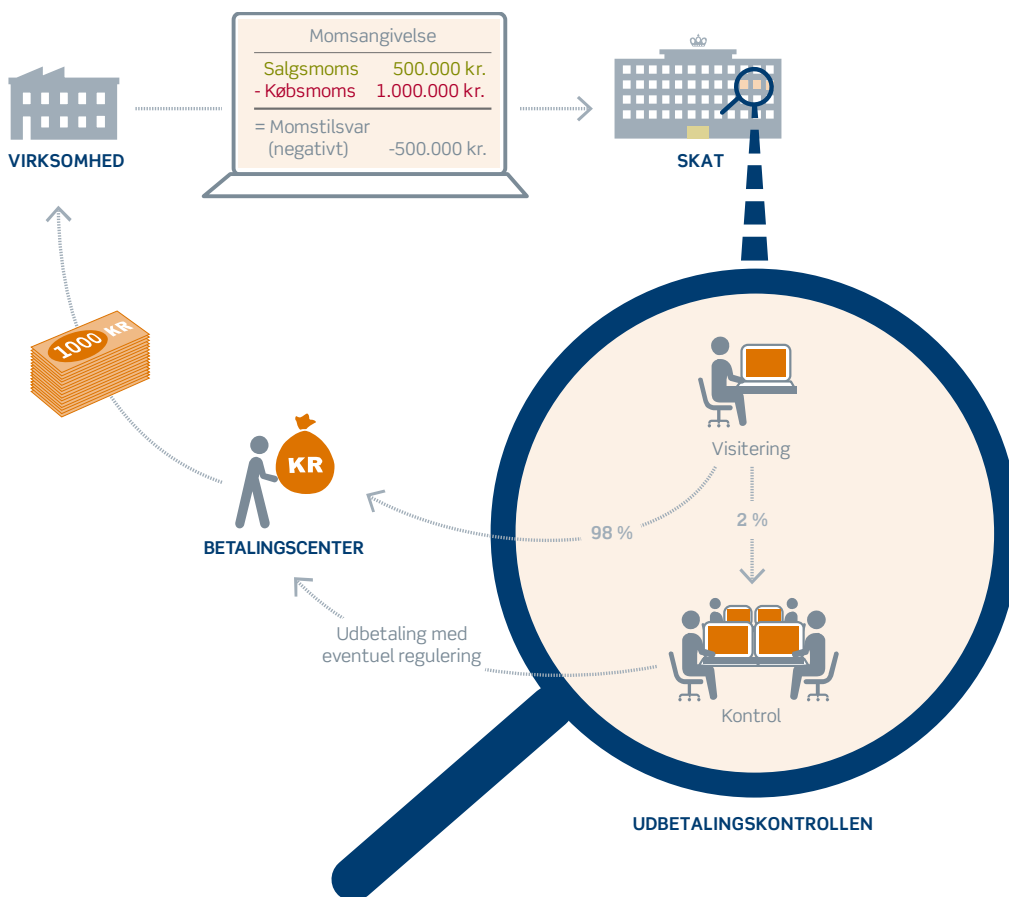 Momsangivelse
Salgsmoms 500.000 kr.
- Købsmoms 1.000.000 kr.
= Momstilsvar
(negativt) -500.000 kr.
VIRKSOMHED
SKAT
1000 KR
Visitering
KR
98 %
2 %
BETALINGSCENTER
Udbetaling med
eventuel regulering
Kontrol
UDBETALINGSKONTROLLEN